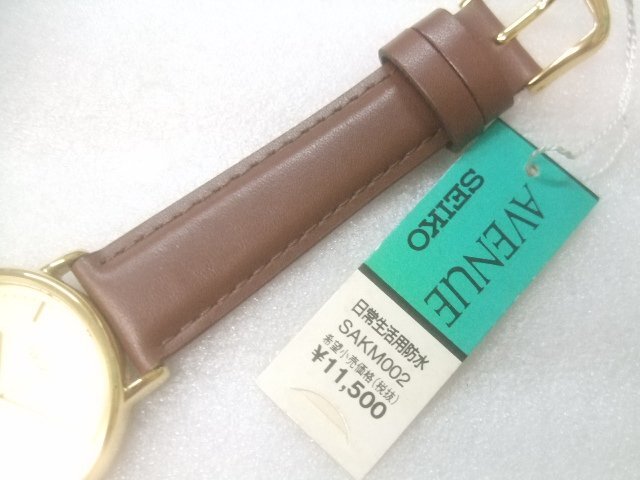 AVENUE
SEIKO
日常生活用防水
SAKM002
希望小売価格(税抜)
¥11,500